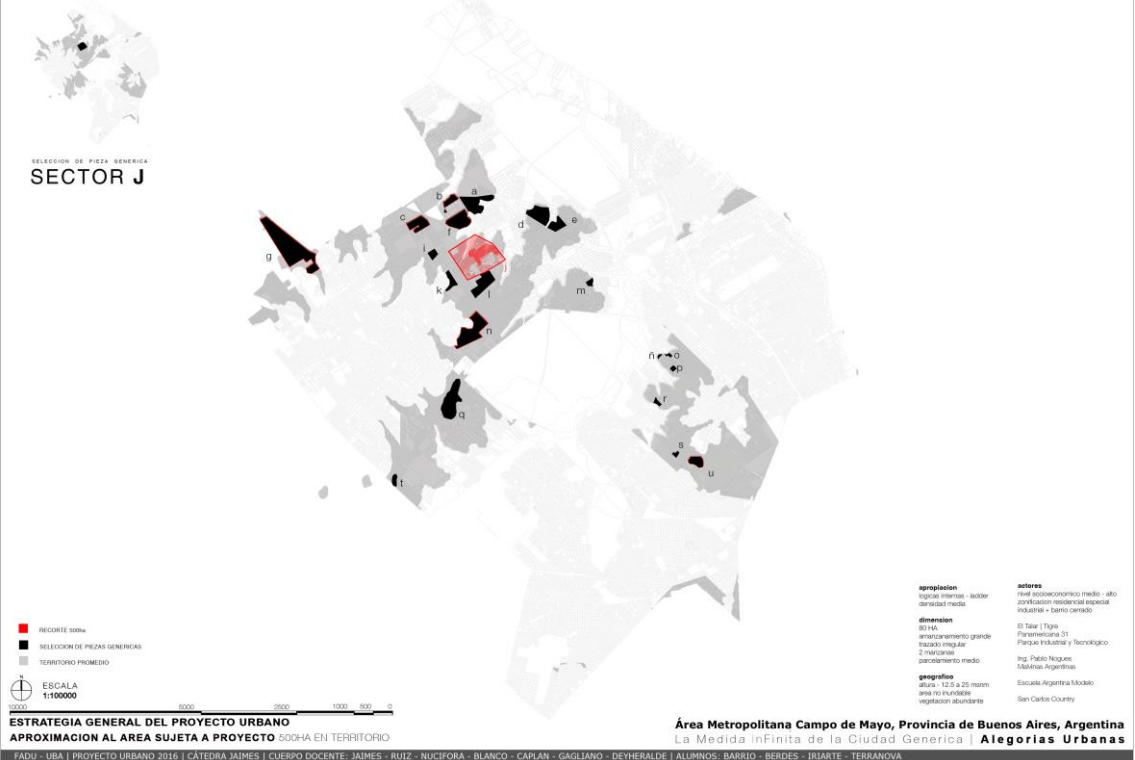 SELECCION DE PIEZA GENERICA
SECTOR J
a
b
c
d
e
f
g
i
j
k
l
m
n
ñ
o
p
q
r
s
t
u
RECORTE 500ha
SELECCION DE PIEZAS GENERICAS
TERRITORIO PROMEDIO
N
ESCALA
1:100000
10000 5000 2500 1000 500 0
ESTRATEGIA GENERAL DEL PROYECTO URBANO
APROXIMACION AL AREA SUJETA A PROYECTO 500HA EN TERRITORIO
apropiacion
logicas internas - ladder
densidad media
dimension
80 HA
amanzanamiento grande
trazado irregular
2 manzanas
parcelamiento medio
geografico
altura - 12.5 a 25 msnm
area no inundable
vegetacion abundante
actores
nivel socioeconomico medio - alto
zonificacion residencial especial
industrial + barrio cerrado
El Talar | Tigre
Panamericana 31
Parque Industrial y Tecnológico
Ing. Pablo Nogues
Malvinas Argentinas
Escuela Argentina Modelo
San Carlos Country
Área Metropolitana Campo de Mayo, Provincia de Buenos Aires, Argentina
La Medida inFinita de la Ciudad Generica | Alegorias Urbanas
FADU - UBA | PROYECTO URBANO 2016 | CÁTEDRA JAIMES | CUERPO DOCENTE: JAIMES - RUIZ - NUCIFORA - BLANCO - CAPLAN - GAGLIANO - DEYHERALDE | ALUMNOS: BARRIO - BERDES - IRIARTE - TERRANOVA